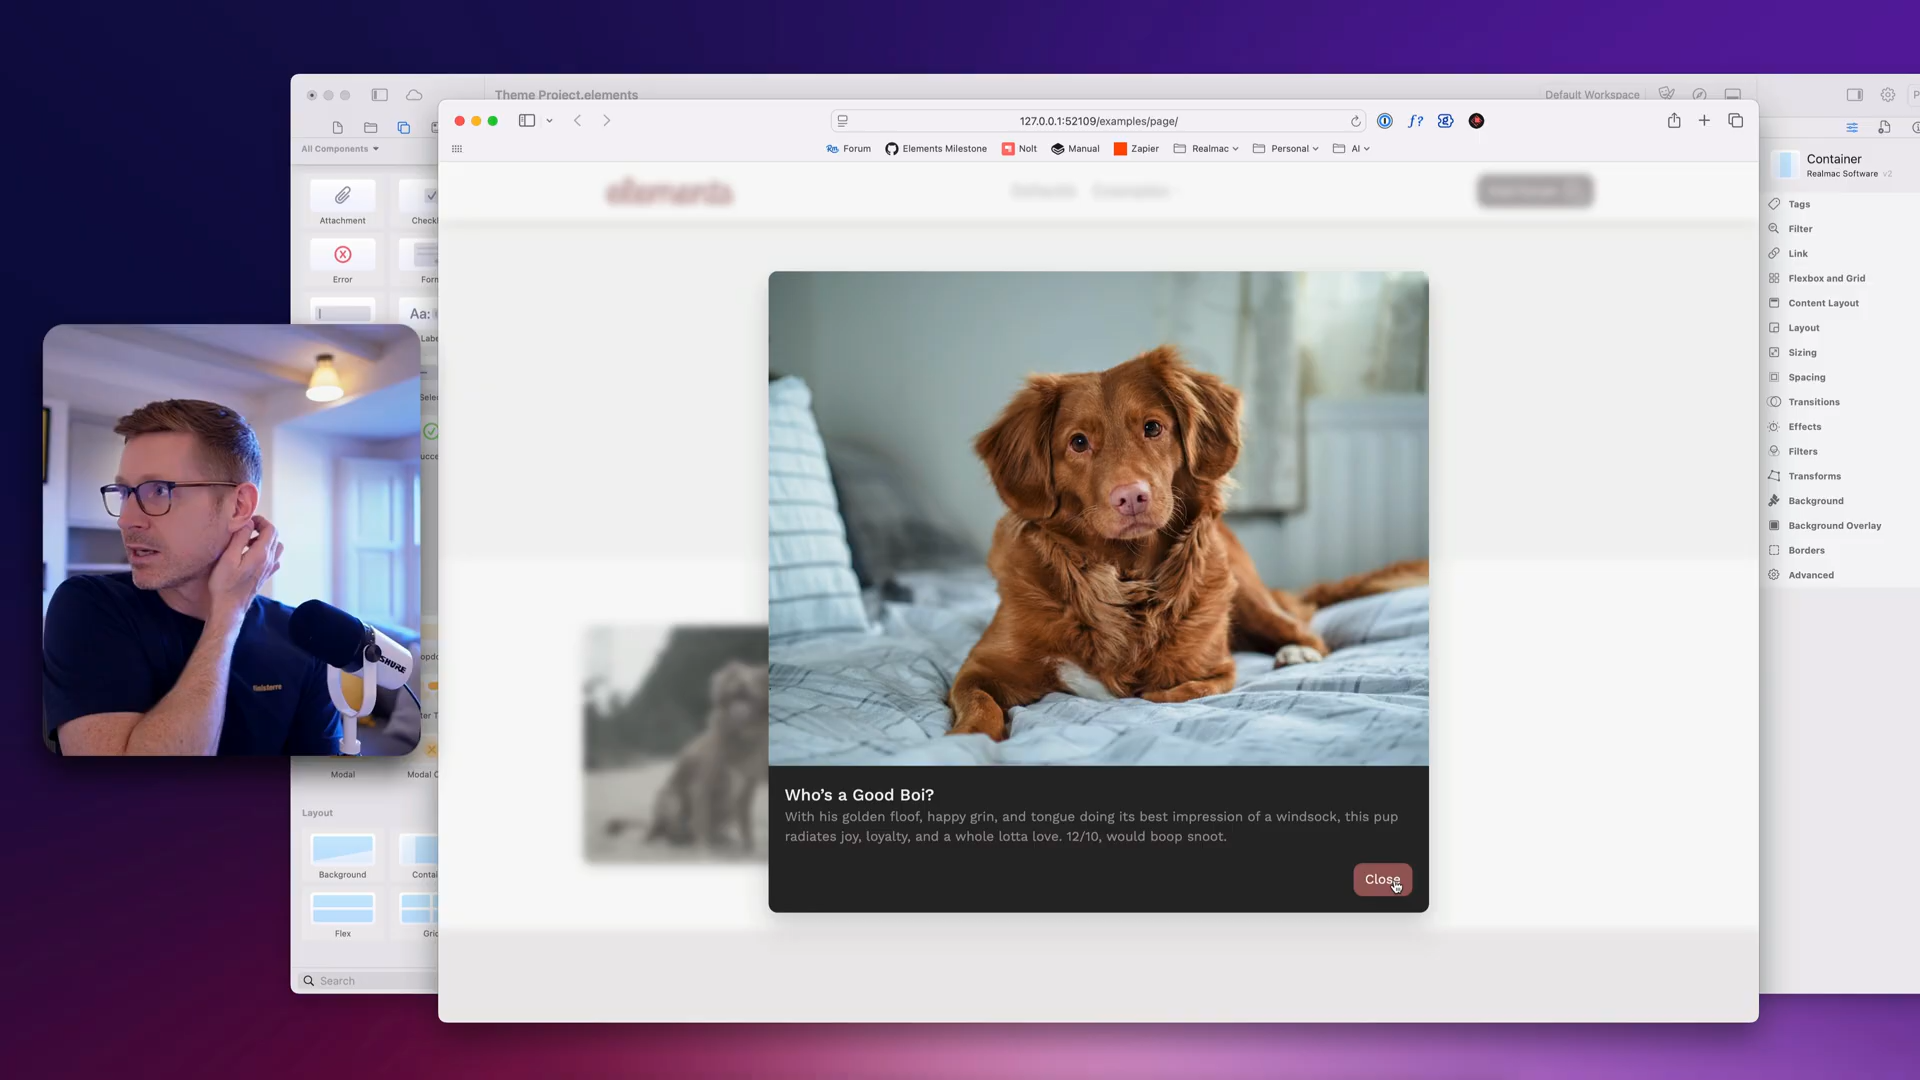 Theme Project.elements
Default Workspace
127.0.0.1:52109/examples/page/
Forum
Elements Milestone
Nolt
Manual
Zapier
Realmac
Personal
AI
All Components
Attachment
Error
Modal
Layout
Background
Flex
Search
elements
Who's a Good Boi?
With his golden floof, happy grin, and tongue doing its best impression of a windsock, this pup
radiates joy, loyalty, and a whole lotta love. 12/10, would boop snoot.
Close
SHURE
finisterre
Container
Realmac Software v2
Tags
Filter
Link
Flexbox and Grid
Content Layout
Layout
Sizing
Spacing
Transitions
Effects
Filters
Transforms
Background
Background Overlay
Borders
Advanced